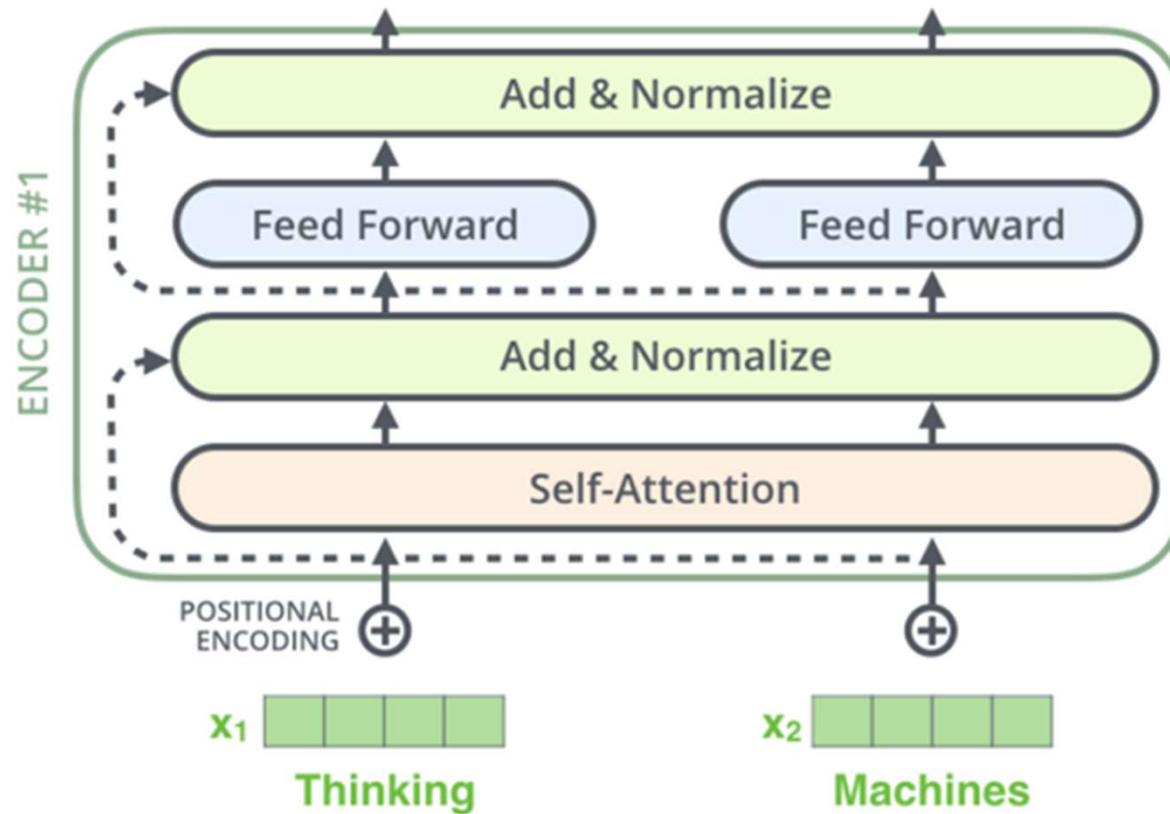 Add & Normalize
Feed Forward
Feed Forward
ENCODER #1
Add & Normalize
Self-Attention
POSITIONAL
ENCODING
x₁
x₂
Thinking
Machines